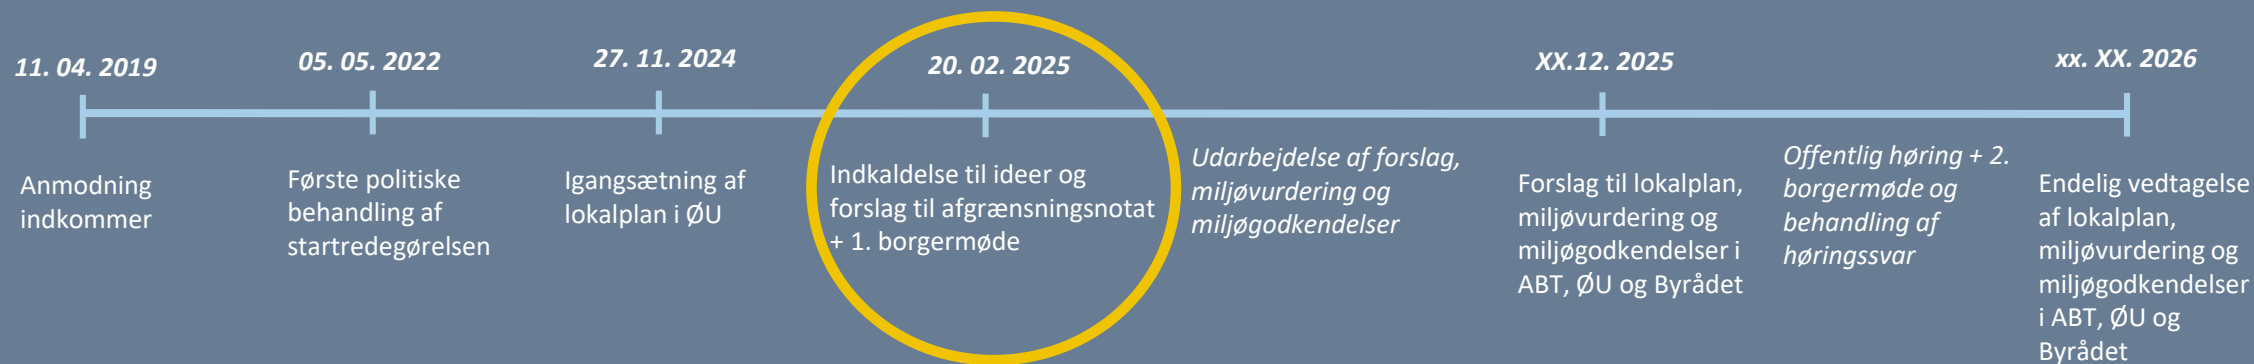 11. 04. 2019
Anmodning
indkommer
05. 05. 2022
Første politiske
behandling af
startredegørelsen
27. 11. 2024
Igangsætning af
lokalplan i ØU
20. 02. 2025
Indkaldelse til ideer og
forslag til afgrænsningsnotat
+ 1. borgermøde
Udarbejdelse af forslag,
miljøvurdering og
miljøgodkendelser
XX.12. 2025
Forslag til lokalplan,
miljøvurdering og
miljøgodkendelser i
ABT, ØU og Byrådet
Offentlig høring + 2.
borgermøde og
behandling af
høringssvar
xx. XX. 2026
Endelig vedtagelse
af lokalplan,
miljøvurdering og
miljøgodkendelser
i ABT, ØU og
Byrådet